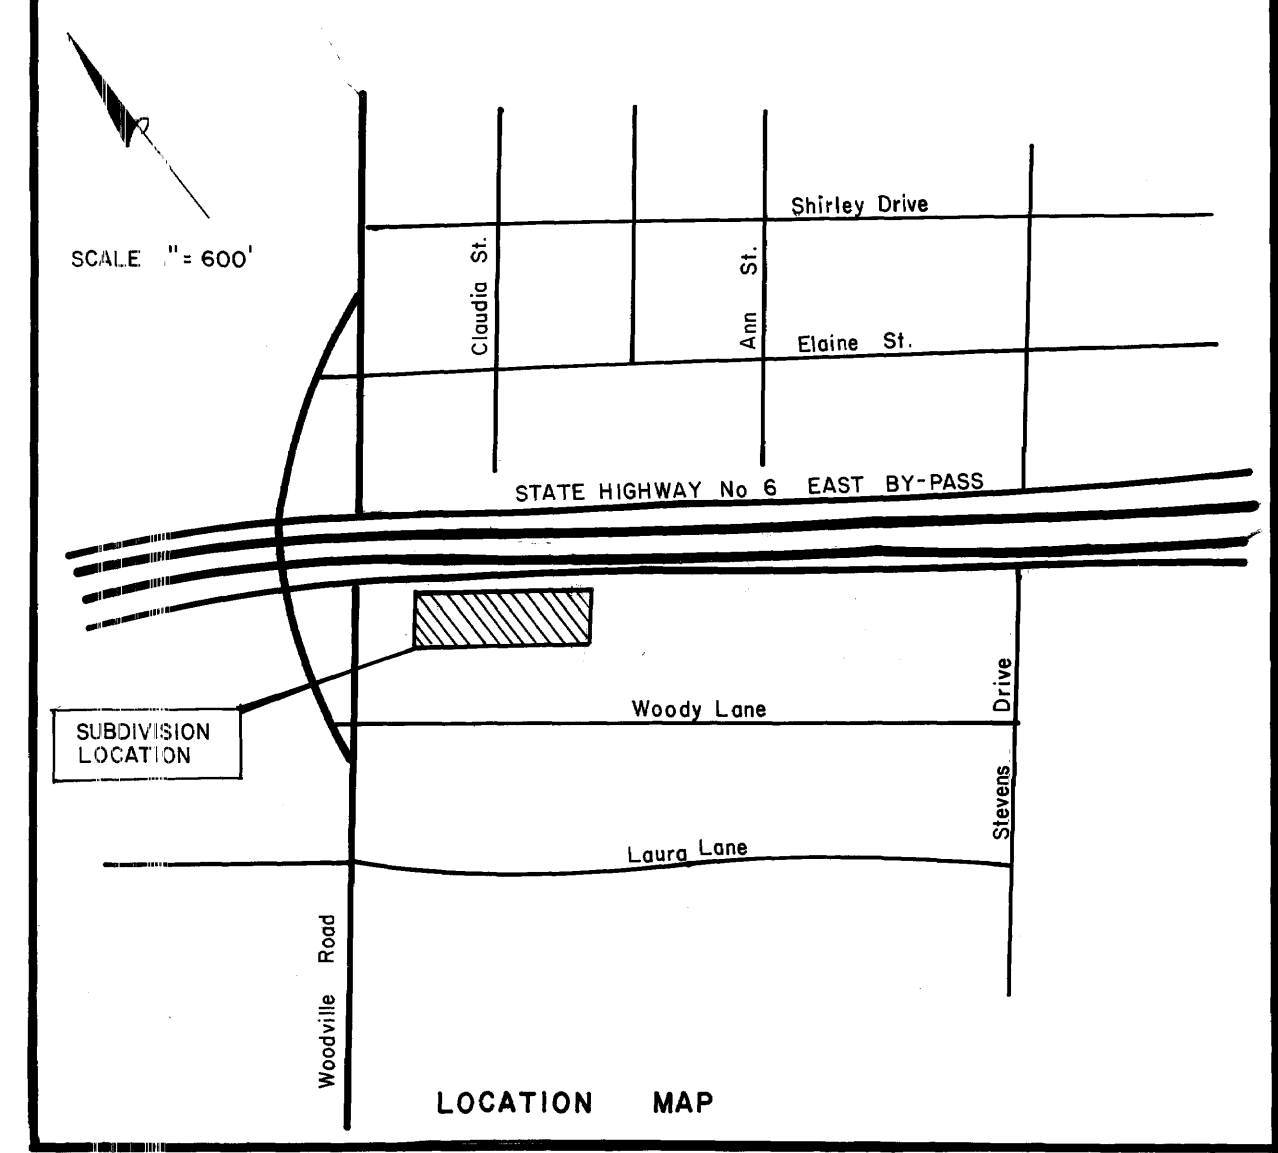 SCALE "= 600'
Shirley Drive
Claudia St.
Ann St.
Elaine St.
STATE HIGHWAY No 6 EAST BY-PASS
SUBDIVISION
LOCATION
Woody Lane
Stevens Drive
Laura Lane
Woodville Road
LOCATION MAP